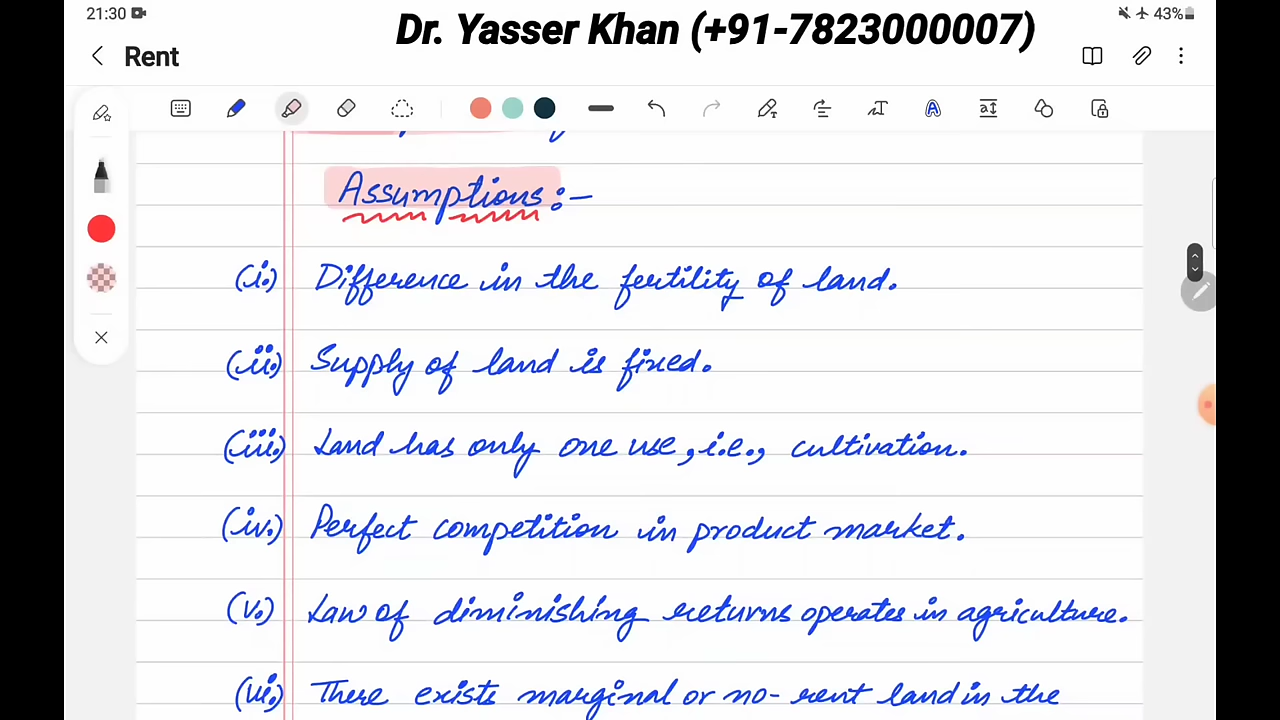 21:30
Dr. Yasser Khan (+91-7823000007)
43%
Rent
Assumptions :-
(i.) Difference in the fertility of land.
(ii.) Supply of land is fixed.
(iii.) Land has only one use, i.e., cultivation.
(iv.) Perfect competition in product market.
(v.) Law of diminishing returns operates in agriculture.
(vi.) There exists marginal or no-rent land in the